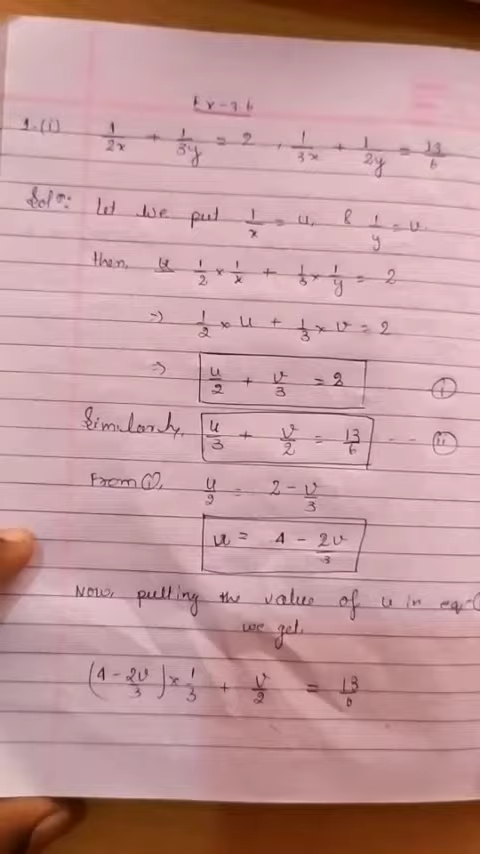 Ex-3.6
1.(i) 1/2x + 1/3y = 2 , 1/3x + 1/2y = 13/6
Solⁿ: Let we put 1/x = u, & 1/y = v.
then, 1/2 × 1/x + 1/3 × 1/y = 2
⇒ 1/2 × u + 1/3 × v = 2
⇒ u/2 + v/3 = 2 (i)
Similarly, u/3 + v/2 = 13/6 -- (ii)
From (i), u/2 = 2 - v/3
u = 4 - 2v/3
Now, putting the value of u in eqⁿ
we get,
(4 - 2v/3) × 1/3 + v/2 = 13/6